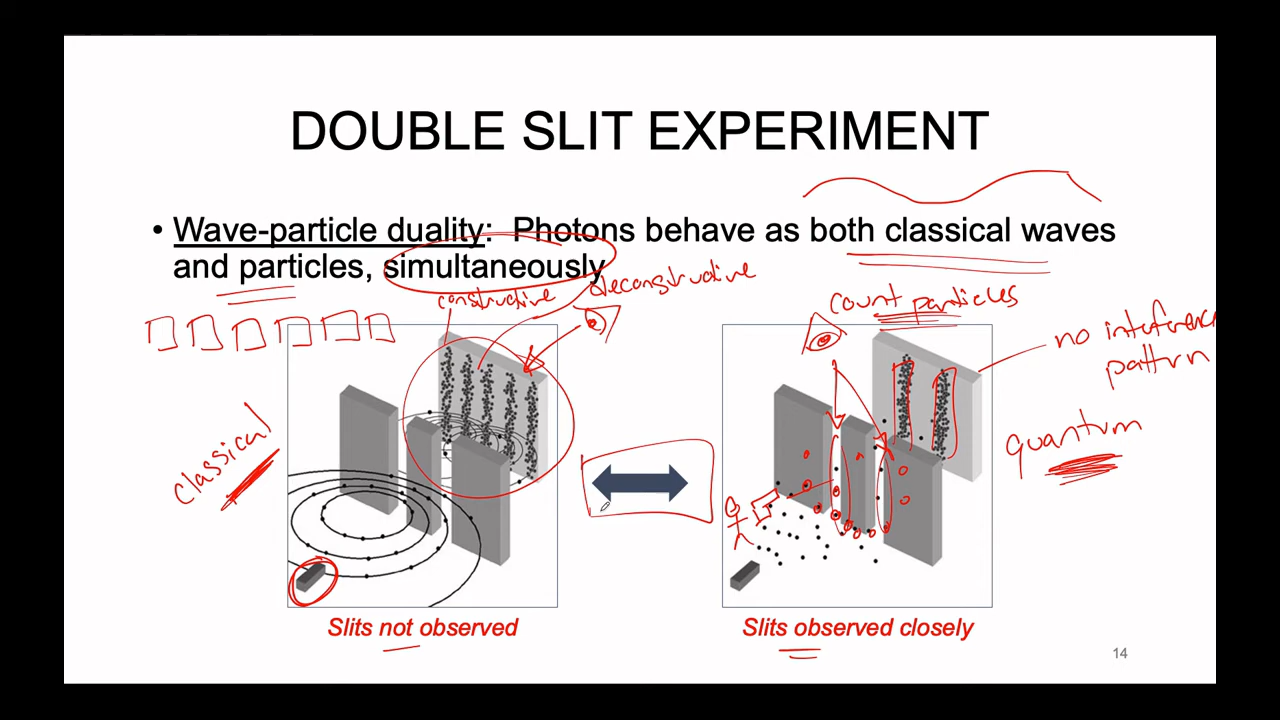 DOUBLE SLIT EXPERIMENT
• Wave-particle duality: Photons behave as both classical waves
and particles, simultaneously
constructive
deconstructive
count particles
no interference
pattern
classical
quantum
Slits not observed
Slits observed closely
14